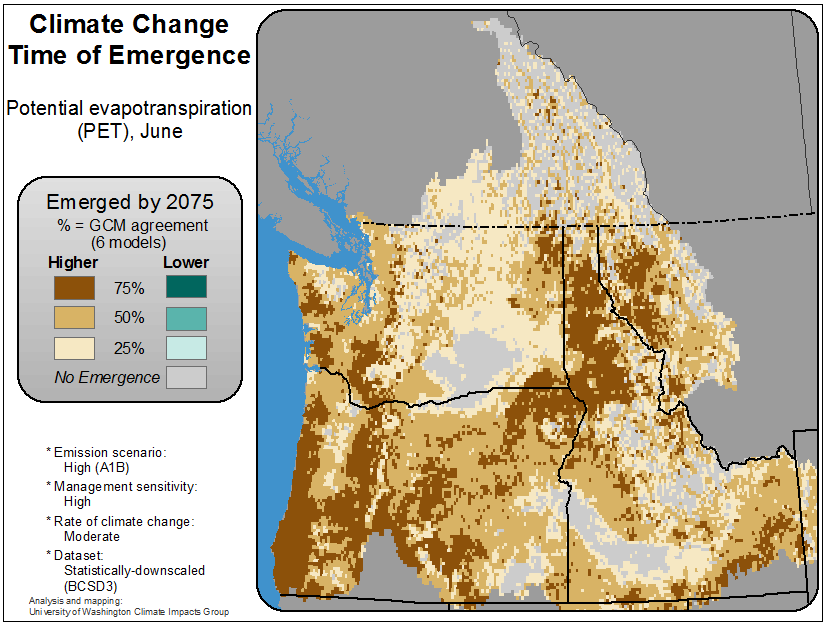 Climate Change
Time of Emergence
Potential evapotranspiration
(PET), June
Emerged by 2075
% = GCM agreement
(6 models)
Higher Lower
75%
50%
25%
No Emergence
* Emission scenario:
High (A1B)
* Management sensitivity:
High
* Rate of climate change:
Moderate
* Dataset:
Statistically-downscaled
(BCSD3)
Analysis and mapping:
University of Washington Climate Impacts Group